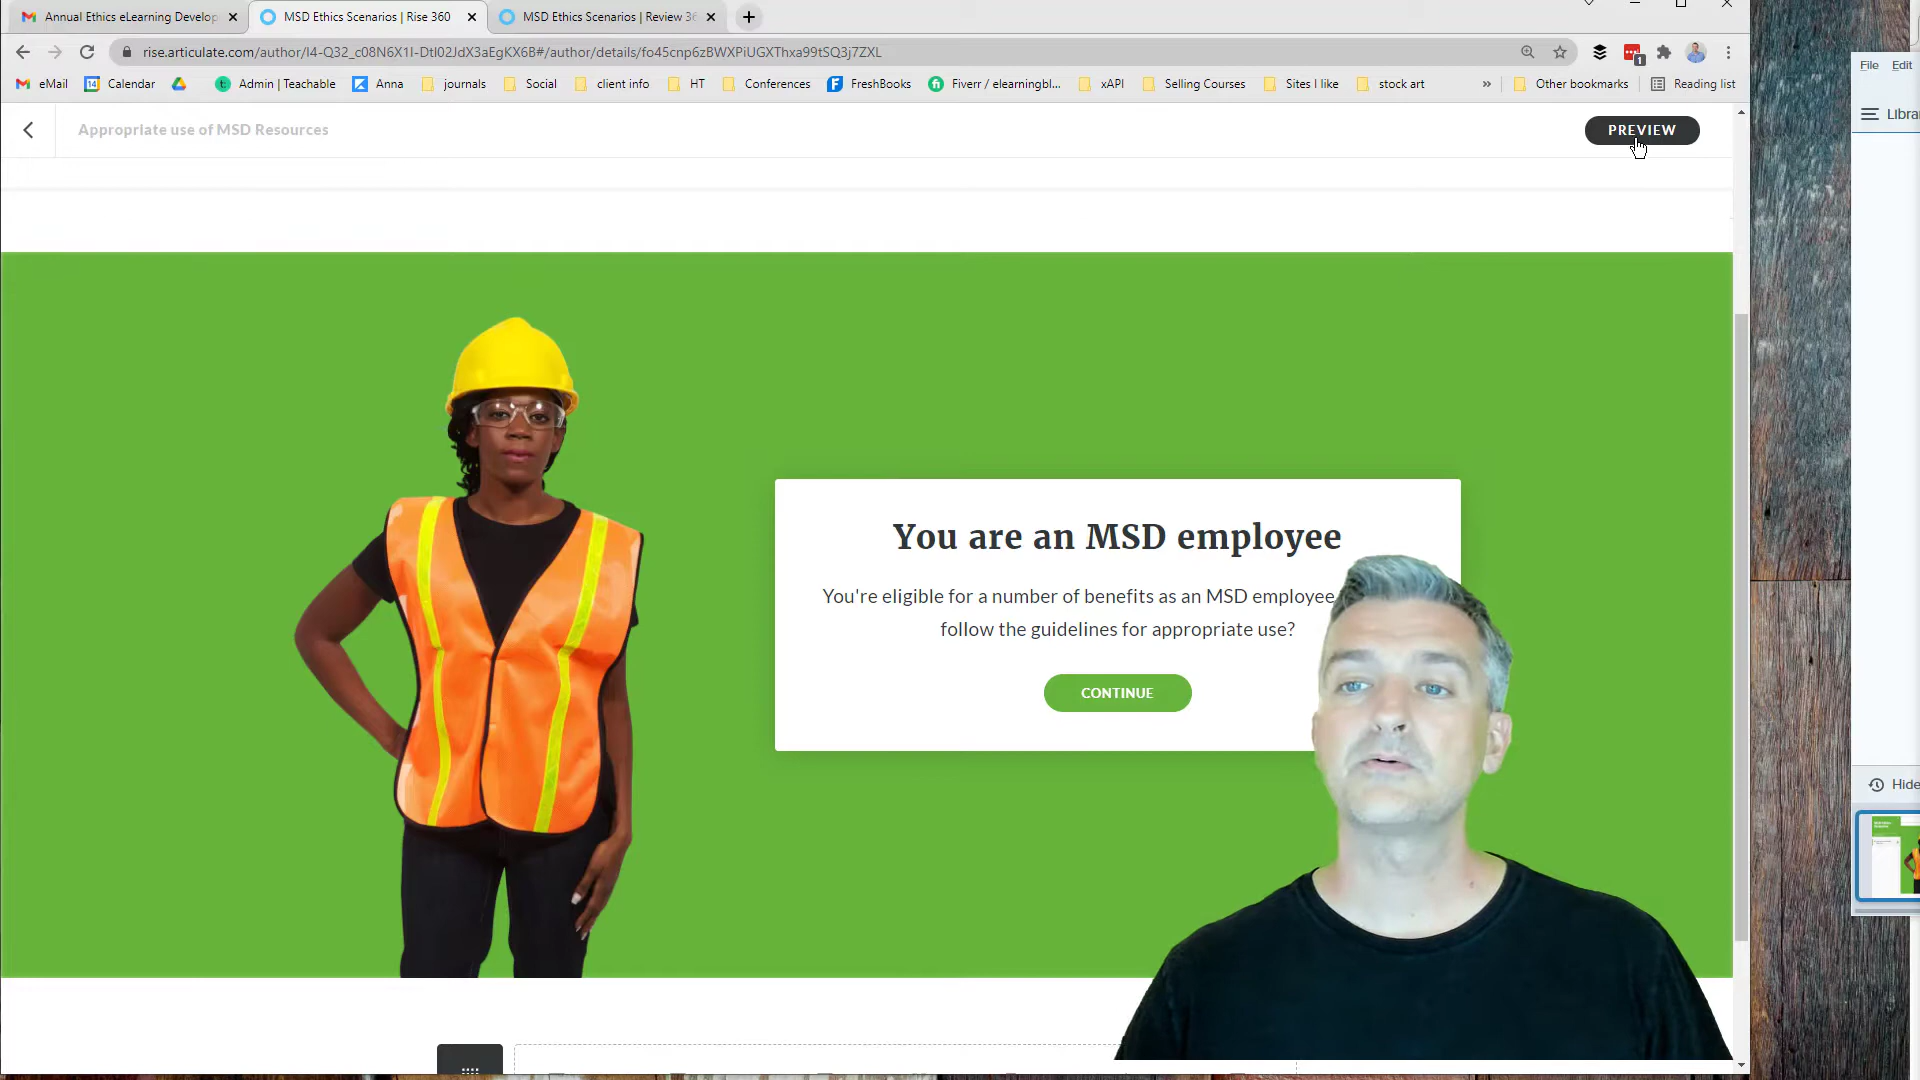 Annual Ethics eLearning Develop
MSD Ethics Scenarios | Rise 360
MSD Ethics Scenarios | Review 36
rise.articulate.com/author/I4-Q32_c08N6X1I-DtI02JdX3aEgKX6B#/author/details/fo45cnp6zBWXPiUGXThxa99tSQ3j7ZXL
1
eMail
14
Calendar
t
Admin | Teachable
Anna
journals
Social
client info
HT
Conferences
F
FreshBooks
Fiverr / elearningbl...
xAPI
Selling Courses
Sites I like
stock art
»
Other bookmarks
Reading list
File Edit
Appropriate use of MSD Resources
PREVIEW
Hide
You are an MSD employee
You're eligible for a number of benefits as an MSD employee
follow the guidelines for appropriate use?
CONTINUE